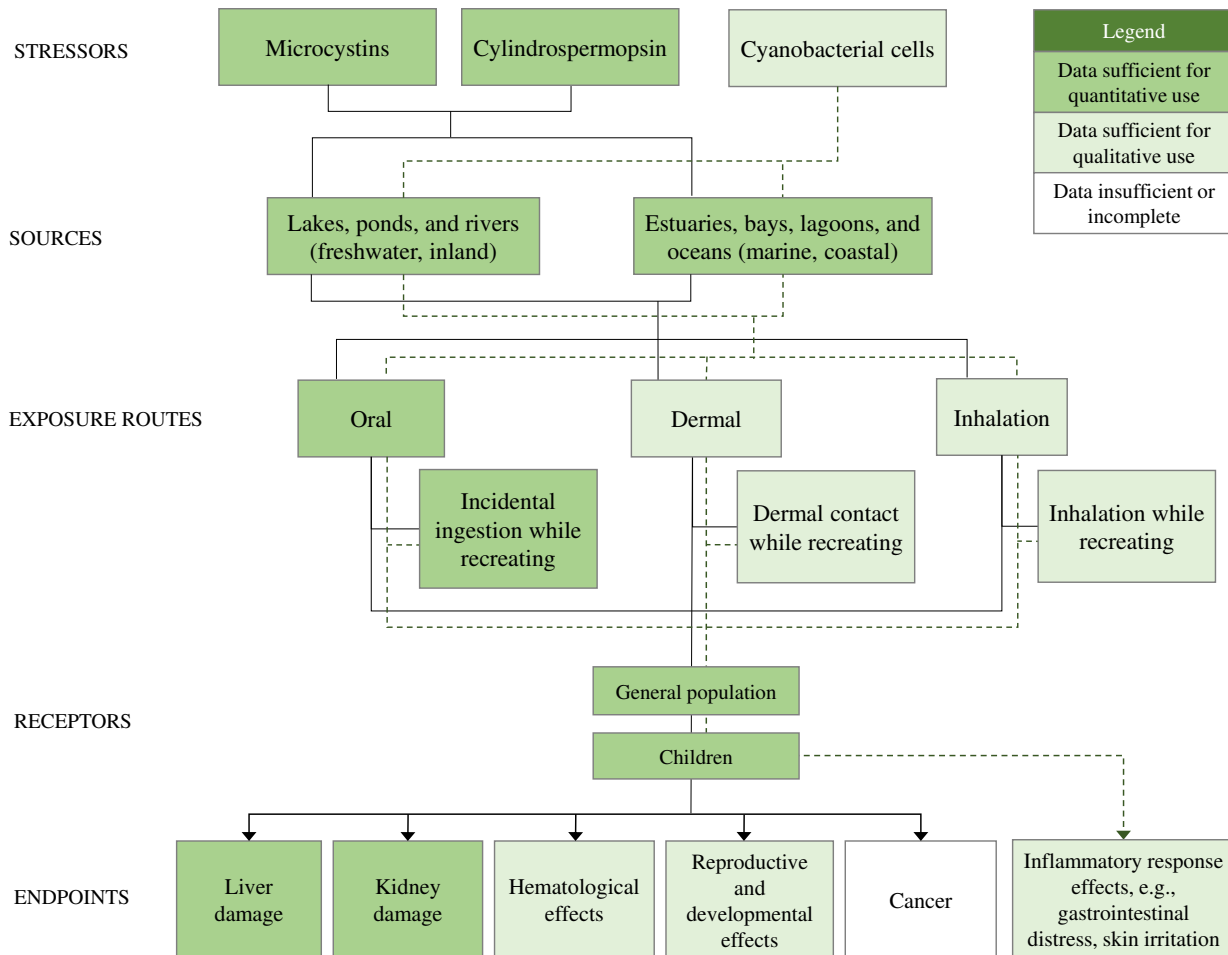 STRESSORS
Microcystins
Cylindrospermopsin
Cyanobacterial cells
Legend
Data sufficient for
quantitative use
Data sufficient for
qualitative use
Data insufficient or
incomplete
SOURCES
Lakes, ponds, and rivers
(freshwater, inland)
Estuaries, bays, lagoons, and
oceans (marine, coastal)
EXPOSURE ROUTES
Oral
Dermal
Inhalation
Incidental
ingestion while
recreating
Dermal contact
while recreating
Inhalation while
recreating
RECEPTORS
General population
Children
ENDPOINTS
Liver
damage
Kidney
damage
Hematological
effects
Reproductive
and
developmental
effects
Cancer
Inflammatory response
effects, e.g.,
gastrointestinal
distress, skin irritation